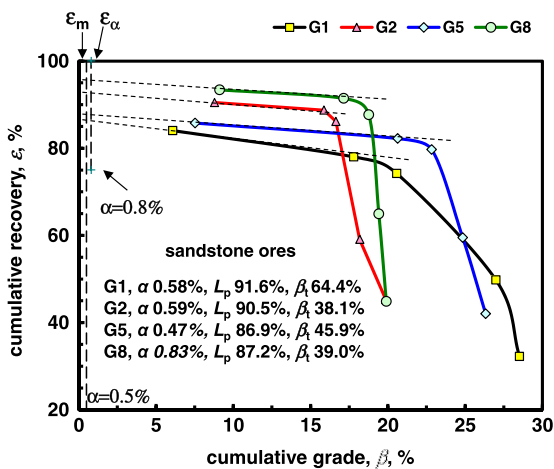 εm εα
G1 G2 G5 G8
100
80
60
40
20
cumulative recovery, ε, %
α=0.8%
sandstone ores
G1, α 0.58%, Lp 91.6%, βt 64.4%
G2, α 0.59%, Lp 90.5%, βt 38.1%
G5, α 0.47%, Lp 86.9%, βt 45.9%
G8, α 0.83%, Lp 87.2%, βt 39.0%
α=0.5%
0 5 10 15 20 25 30
cumulative grade, β, %